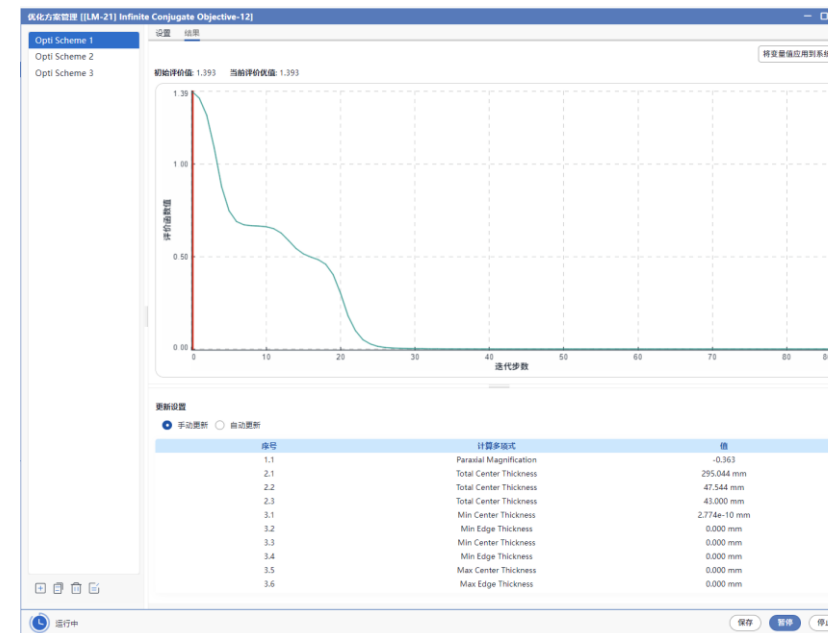 优化方案管理 [[LM-21] Infinite Conjugate Objective-12]
Opti Scheme 1
Opti Scheme 2
Opti Scheme 3
设置 结果
将变量值应用到系统
初始评价值: 1.393 当前评价优值: 1.393
1.39
1.00
0.50
0.00
评价函数值
0 10 20 30 40 50 60 70 80
迭代步数
更新设置
手动更新 自动更新
序号 计算多项式 值
1.1 Paraxial Magnification -0.363
2.1 Total Center Thickness 295.044 mm
2.2 Total Center Thickness 47.544 mm
2.3 Total Center Thickness 43.000 mm
3.1 Min Center Thickness 2.774e-10 mm
3.2 Min Edge Thickness 0.000 mm
3.3 Min Center Thickness 0.000 mm
3.4 Min Edge Thickness 0.000 mm
3.5 Max Center Thickness 0.000 mm
3.6 Max Edge Thickness 0.000 mm
运行中
保存 暂停 停止